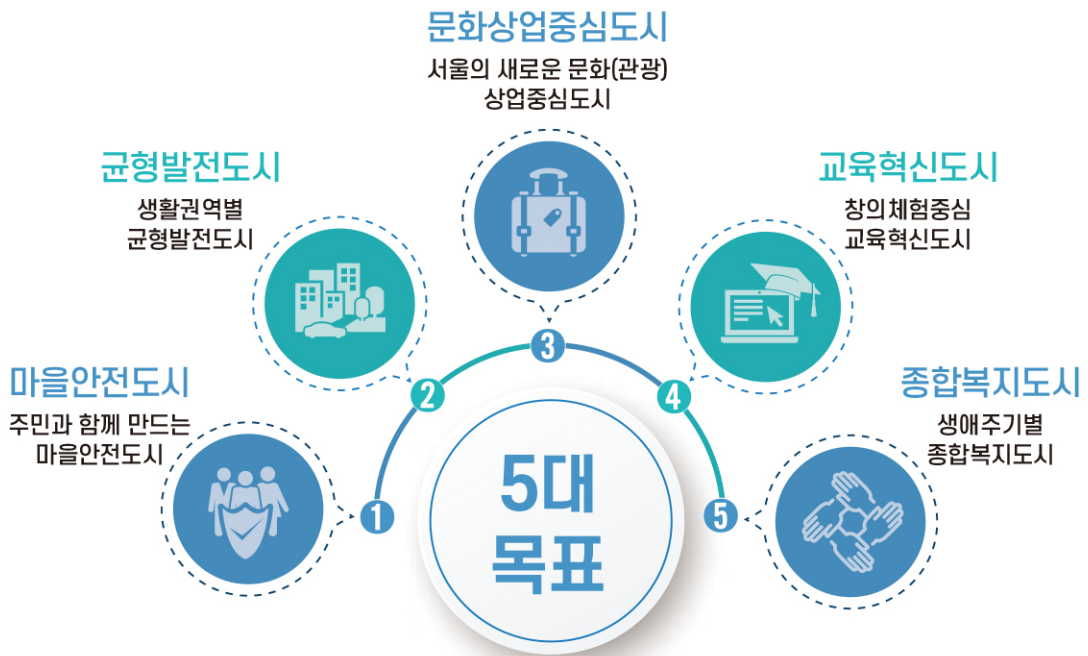 문화상업중심도시
서울의 새로운 문화(관광)
상업중심도시
균형발전도시
생활권역별
균형발전도시
교육혁신도시
창의체험중심
교육혁신도시
마을안전도시
주민과 함께 만드는
마을안전도시
종합복지도시
생애주기별
종합복지도시
1
2
3
4
5
5대
목표